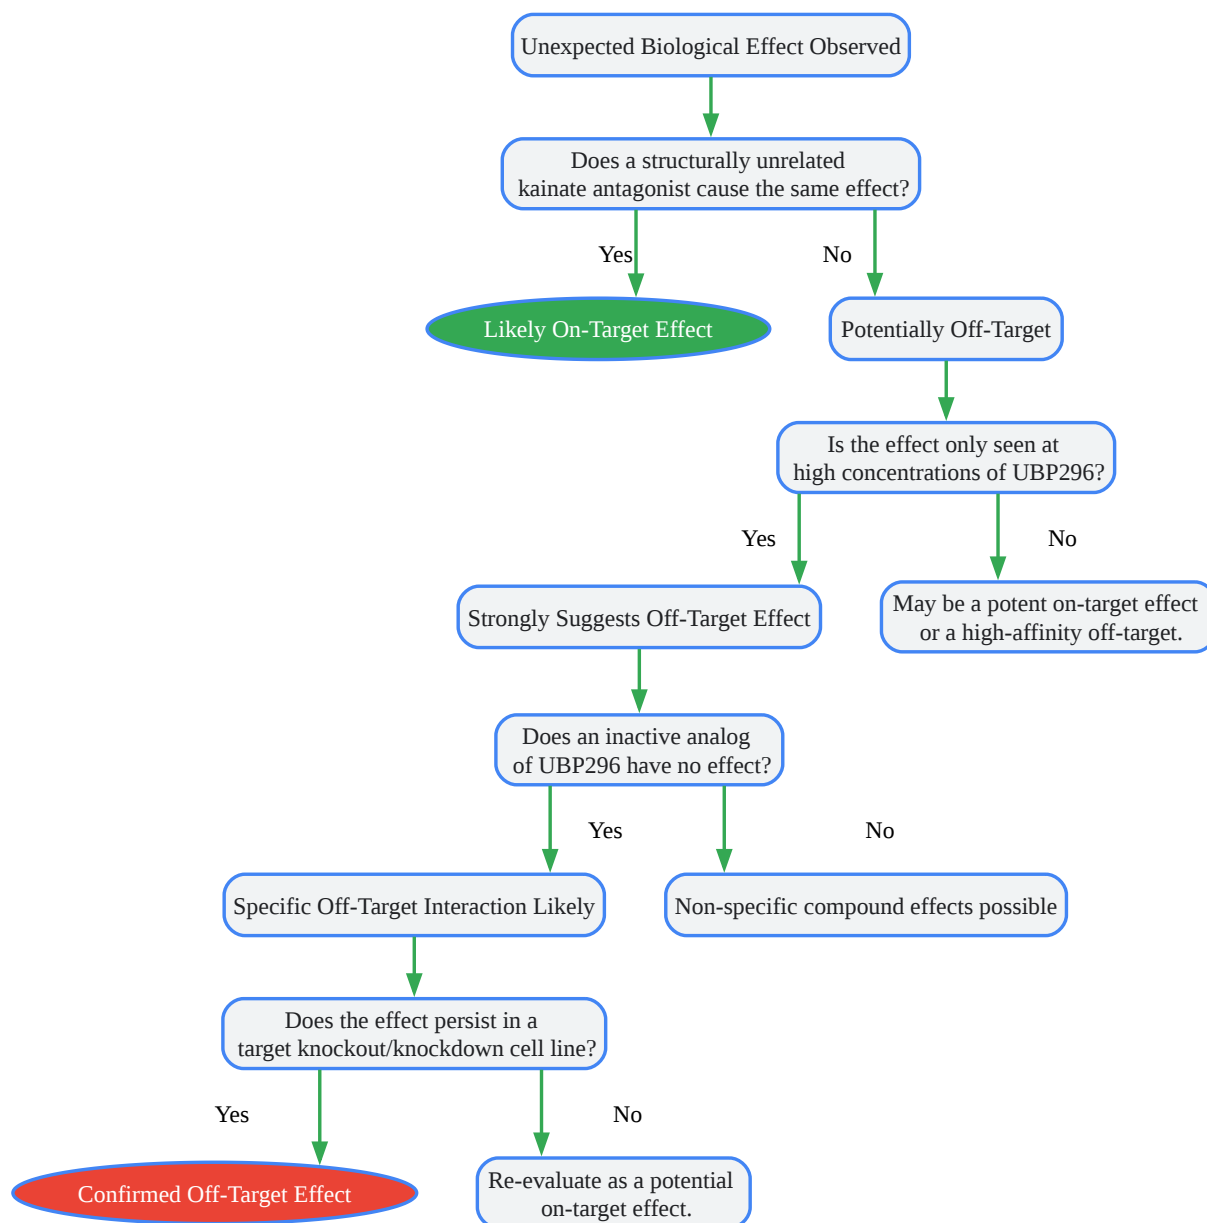 Unexpected Biological Effect Observed
Does a structurally unrelated
kainate antagonist cause the same effect?
Yes
No
Likely On-Target Effect
Potentially Off-Target
Is the effect only seen at
high concentrations of UBP296?
Yes
No
Strongly Suggests Off-Target Effect
May be a potent on-target effect
or a high-affinity off-target.
Does an inactive analog
of UBP296 have no effect?
Yes
No
Specific Off-Target Interaction Likely
Non-specific compound effects possible
Does the effect persist in a
target knockout/knockdown cell line?
Yes
No
Confirmed Off-Target Effect
Re-evaluate as a potential
on-target effect.